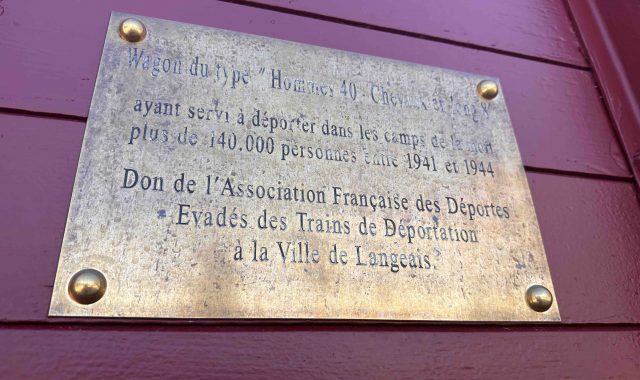 Wagon du type " Hommes 40 - Chevaux en long 8
ayant servi à déporter dans les camps de la mort
plus de 140.000 personnes entre 1941 et 1944
Don de l'Association Française des Déportes
Evadés des Trains de Déportation
à la Ville de Langeais.